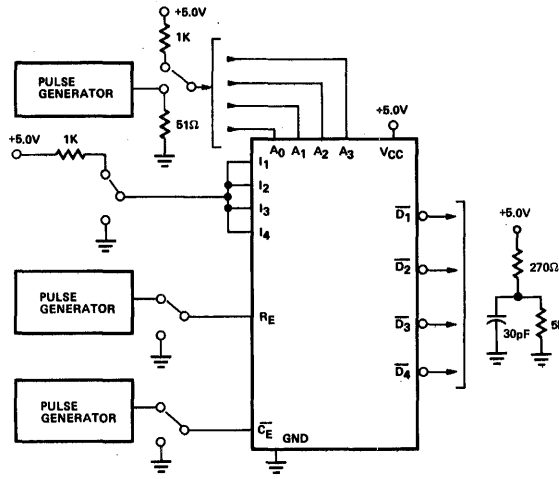 +5.0V
1K
PULSE
GENERATOR
51Ω
+5.0V
1K
+5.0V
A0 A1 A2 A3 VCC
I1
I2
I3
I4
D1
D2
D3
D4
+5.0V
270Ω
30pF
PULSE
GENERATOR
RE
PULSE
GENERATOR
CE
GND